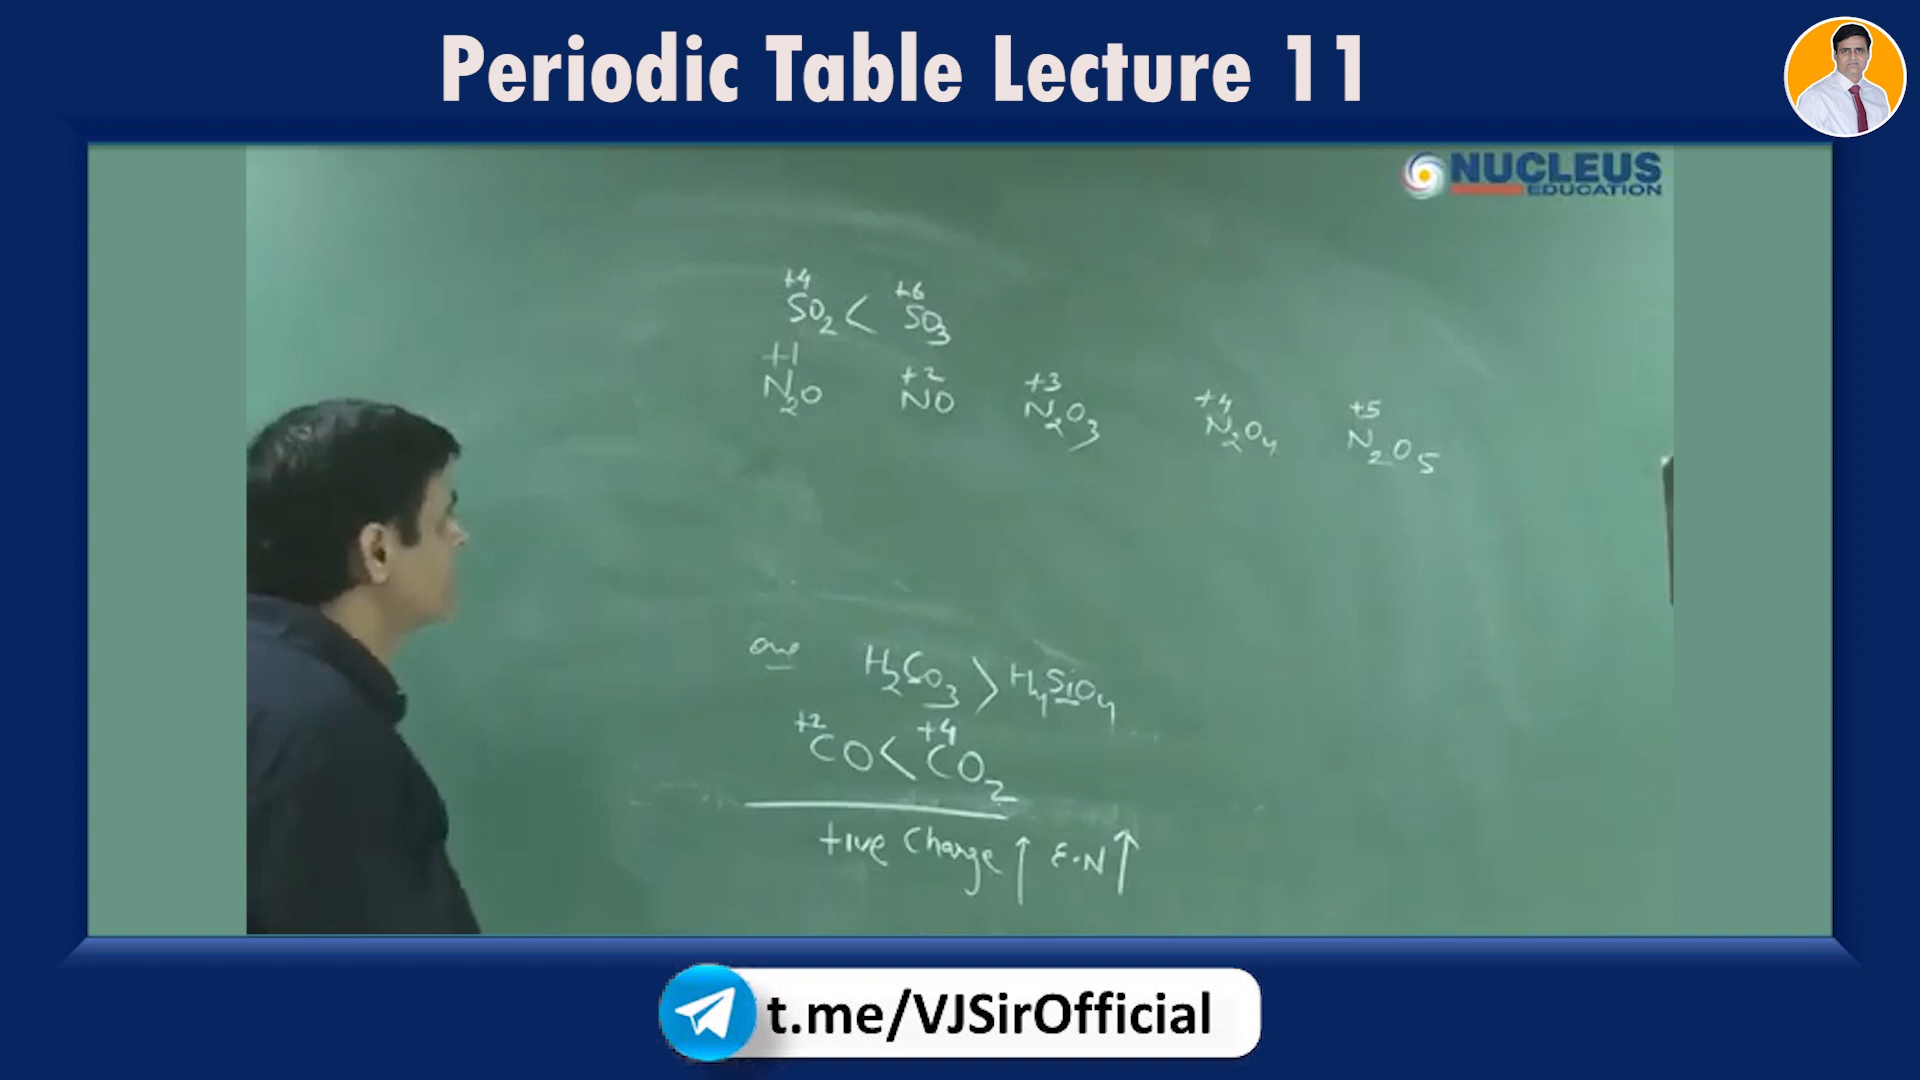 Periodic Table Lecture 11
NUCLEUS
EDUCATION
+4 +6
SO2 < SO3
+1 +2 +3 +4 +5
N2O NO N2O3 N2O4 N2O5
H2CO3 > H4SiO4
+2 +4
CO < CO2
+ive Charge ↑ E.N ↑
t.me/VJSirOfficial